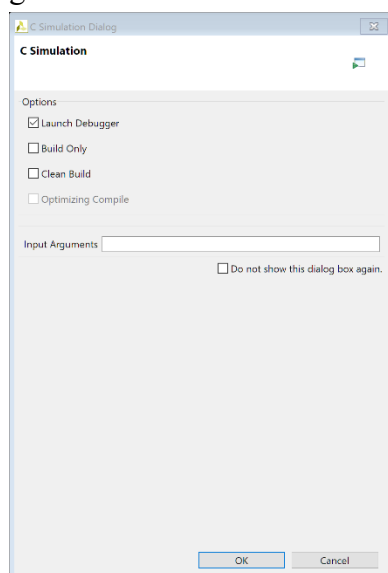 g
C Simulation Dialog
C Simulation
Options
Launch Debugger
Build Only
Clean Build
Optimizing Compile
Input Arguments
Do not show this dialog box again.
OK Cancel